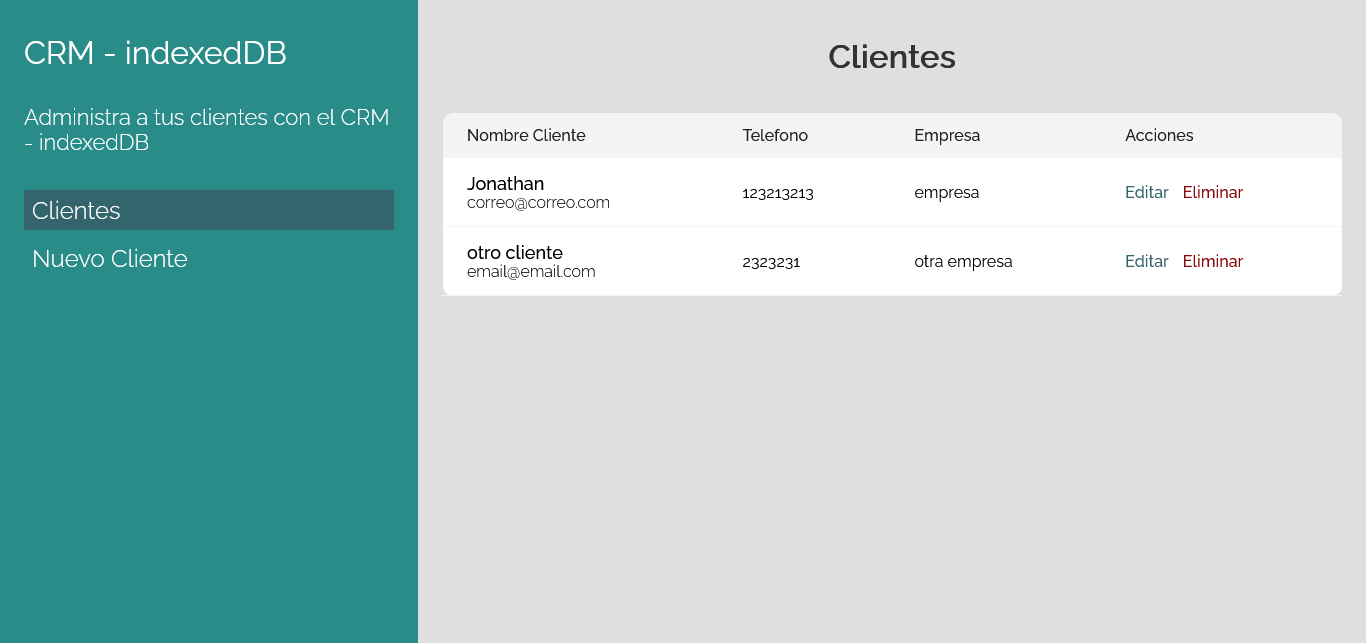 CRM - indexedDB
Administra a tus clientes con el CRM
- indexedDB
Clientes
Nuevo Cliente
Clientes
Nombre Cliente Telefono Empresa Acciones
Jonathan
correo@correo.com 123213213 empresa Editar Eliminar
otro cliente
email@email.com 2323231 otra empresa Editar Eliminar